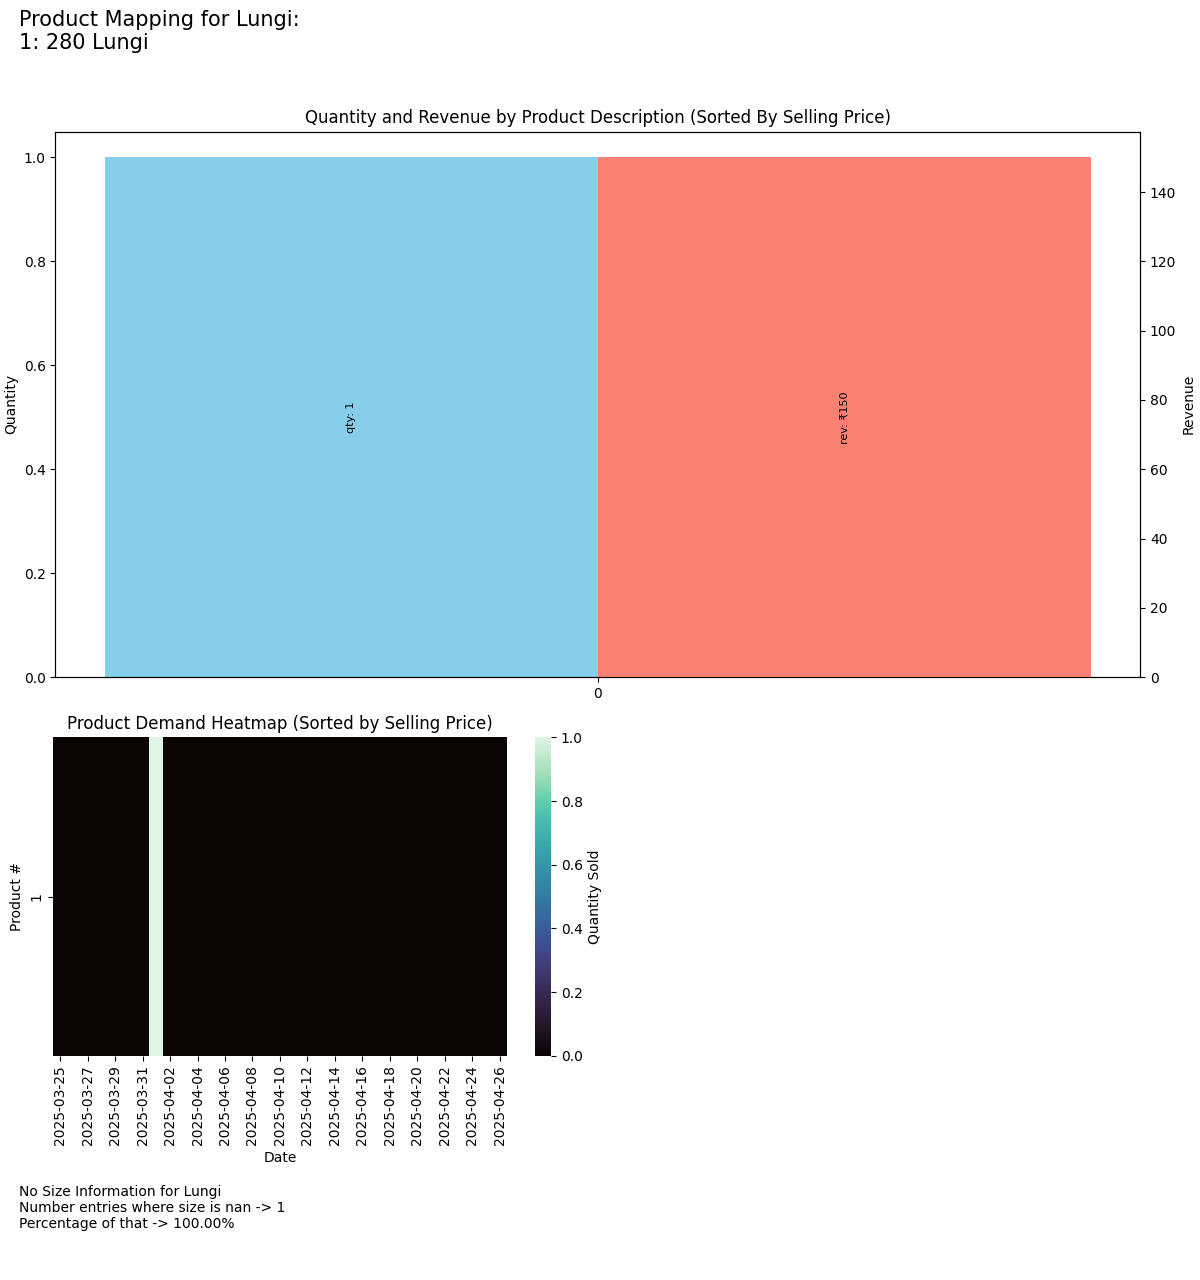 Product Mapping for Lungi:
1: 280 Lungi
Quantity and Revenue by Product Description (Sorted By Selling Price)
1.0
0.8
0.6
0.4
0.2
0.0
Quantity
qty: 1
rev: ₹150
140
120
100
80
60
40
20
0
Revenue
0
Product Demand Heatmap (Sorted by Selling Price)
Product #
1
1.0
0.8
0.6
0.4
0.2
0.0
Quantity Sold
2025-03-25
2025-03-27
2025-03-29
2025-03-31
2025-04-02
2025-04-04
2025-04-06
2025-04-08
2025-04-10
2025-04-12
2025-04-14
2025-04-16
2025-04-18
2025-04-20
2025-04-22
2025-04-24
2025-04-26
Date
No Size Information for Lungi
Number entries where size is nan -> 1
Percentage of that -> 100.00%